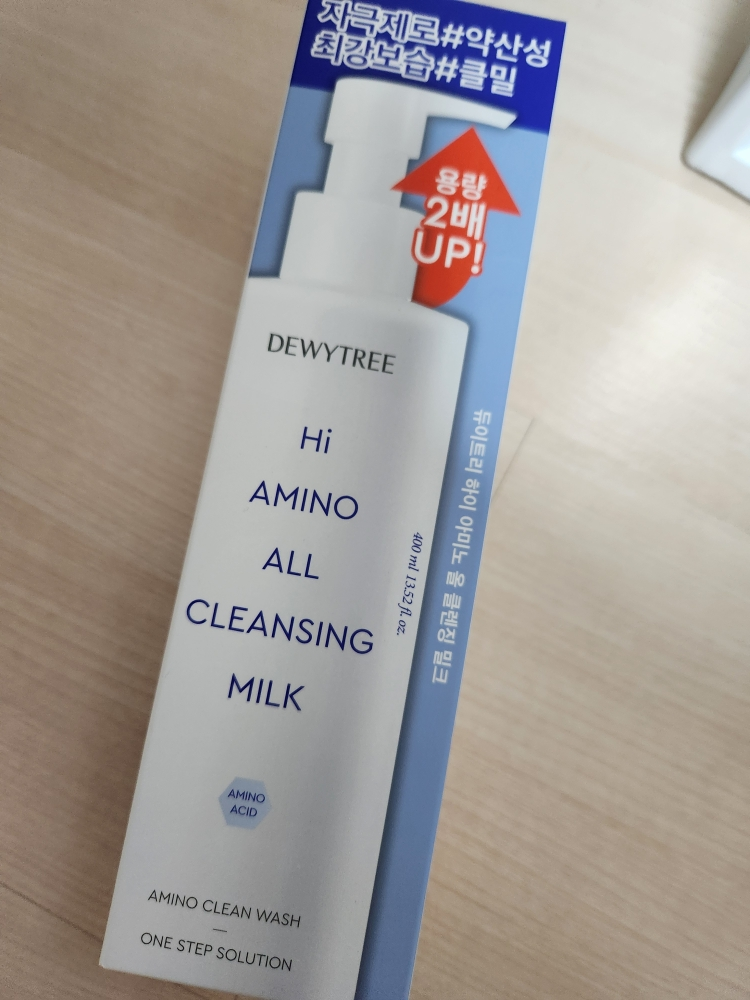 자극제로#약산성
최강보습#클밀
용량
2배
UP!
DEWYTREE
Hi
AMINO
ALL
CLEANSING
MILK
400 ml 13.52 fl. oz.
듀이트리 하이 아미노 올 클렌징 밀크
AMINO
ACID
AMINO CLEAN WASH
ONE STEP SOLUTION